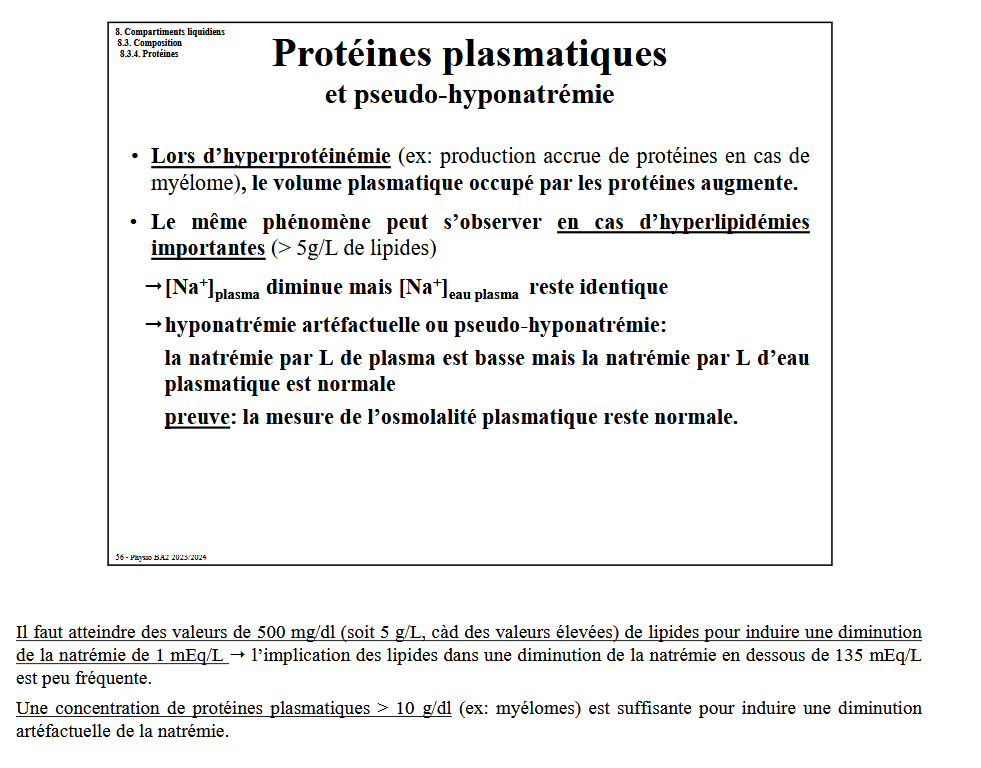 8. Compartiments liquidiens
8.3. Composition
8.3.4. Protéines
Protéines plasmatiques
et pseudo-hyponatrémie
• Lors d’hyperprotéinémie (ex: production accrue de protéines en cas de
myélome), le volume plasmatique occupé par les protéines augmente.
• Le même phénomène peut s’observer en cas d’hyperlipidémies
importantes (> 5g/L de lipides)
→[Na+]plasma diminue mais [Na+]eau plasma reste identique
→hyponatrémie artéfactuelle ou pseudo-hyponatrémie:
la natrémie par L de plasma est basse mais la natrémie par L d’eau
plasmatique est normale
preuve: la mesure de l’osmolalité plasmatique reste normale.
56 - Physio BA2 2023/2024
Il faut atteindre des valeurs de 500 mg/dl (soit 5 g/L, càd des valeurs élevées) de lipides pour induire une diminution
de la natrémie de 1 mEq/L → l’implication des lipides dans une diminution de la natrémie en dessous de 135 mEq/L
est peu fréquente.
Une concentration de protéines plasmatiques > 10 g/dl (ex: myélomes) est suffisante pour induire une diminution
artéfactuelle de la natrémie.